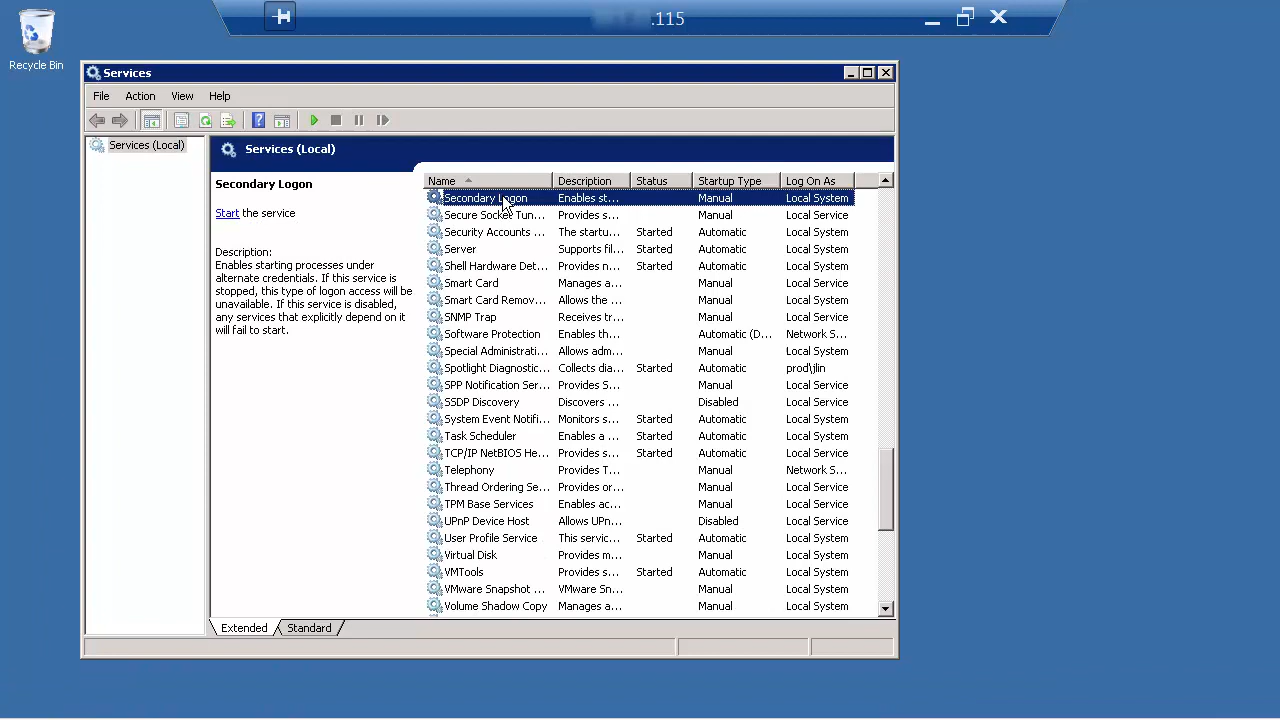 .115
Recycle Bin
Services
File Action View Help
Services (Local)
Services (Local)
Secondary Logon
Start the service
Description:
Enables starting processes under
alternate credentials. If this service is
stopped, this type of logon access will be
unavailable. If this service is disabled,
any services that explicitly depend on it
will fail to start.
Name Description Status Startup Type Log On As
Secondary Logon Enables st... Manual Local System
Secure Socket Tun... Provides s... Manual Local Service
Security Accounts ... The startu... Started Automatic Local System
Server Supports fil... Started Automatic Local System
Shell Hardware Det... Provides n... Started Automatic Local System
Smart Card Manages a... Manual Local Service
Smart Card Remov... Allows the ... Manual Local System
SNMP Trap Receives tr... Manual Local Service
Software Protection Enables th... Automatic (D... Network S...
Special Administrati... Allows adm... Manual Local System
Spotlight Diagnostic... Collects dia... Started Automatic prod\jlin
SPP Notification Ser... Provides S... Manual Local Service
SSDP Discovery Discovers ... Disabled Local Service
System Event Notifi... Monitors s... Started Automatic Local System
Task Scheduler Enables a ... Started Automatic Local System
TCP/IP NetBIOS He... Provides s... Started Automatic Local Service
Telephony Provides T... Manual Network S...
Thread Ordering Se... Provides or... Manual Local Service
TPM Base Services Enables ac... Manual Local Service
UPnP Device Host Allows UPn... Disabled Local Service
User Profile Service This servic... Started Automatic Local System
Virtual Disk Provides m... Manual Local System
VMTools Provides s... Started Automatic Local System
VMware Snapshot ... VMware Sn... Manual Local System
Volume Shadow Copy Manages a... Manual Local System
Extended Standard